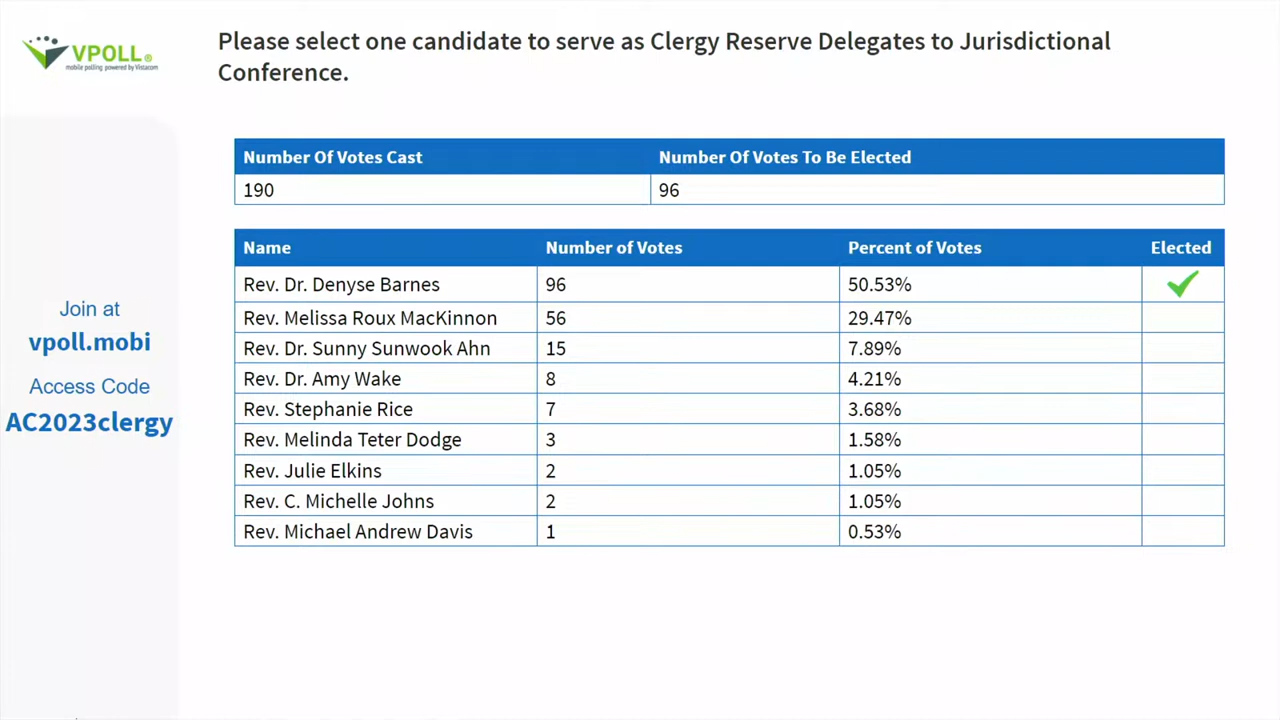 VPOLL®
mobile polling powered by Vistacom
Please select one candidate to serve as Clergy Reserve Delegates to Jurisdictional
Conference.
Number Of Votes Cast Number Of Votes To Be Elected
190 96
Name Number of Votes Percent of Votes Elected
Rev. Dr. Denyse Barnes 96 50.53%
Rev. Melissa Roux MacKinnon 56 29.47%
Rev. Dr. Sunny Sunwook Ahn 15 7.89%
Rev. Dr. Amy Wake 8 4.21%
Rev. Stephanie Rice 7 3.68%
Rev. Melinda Teter Dodge 3 1.58%
Rev. Julie Elkins 2 1.05%
Rev. C. Michelle Johns 2 1.05%
Rev. Michael Andrew Davis 1 0.53%
Join at
vpoll.mobi
Access Code
AC2023clergy